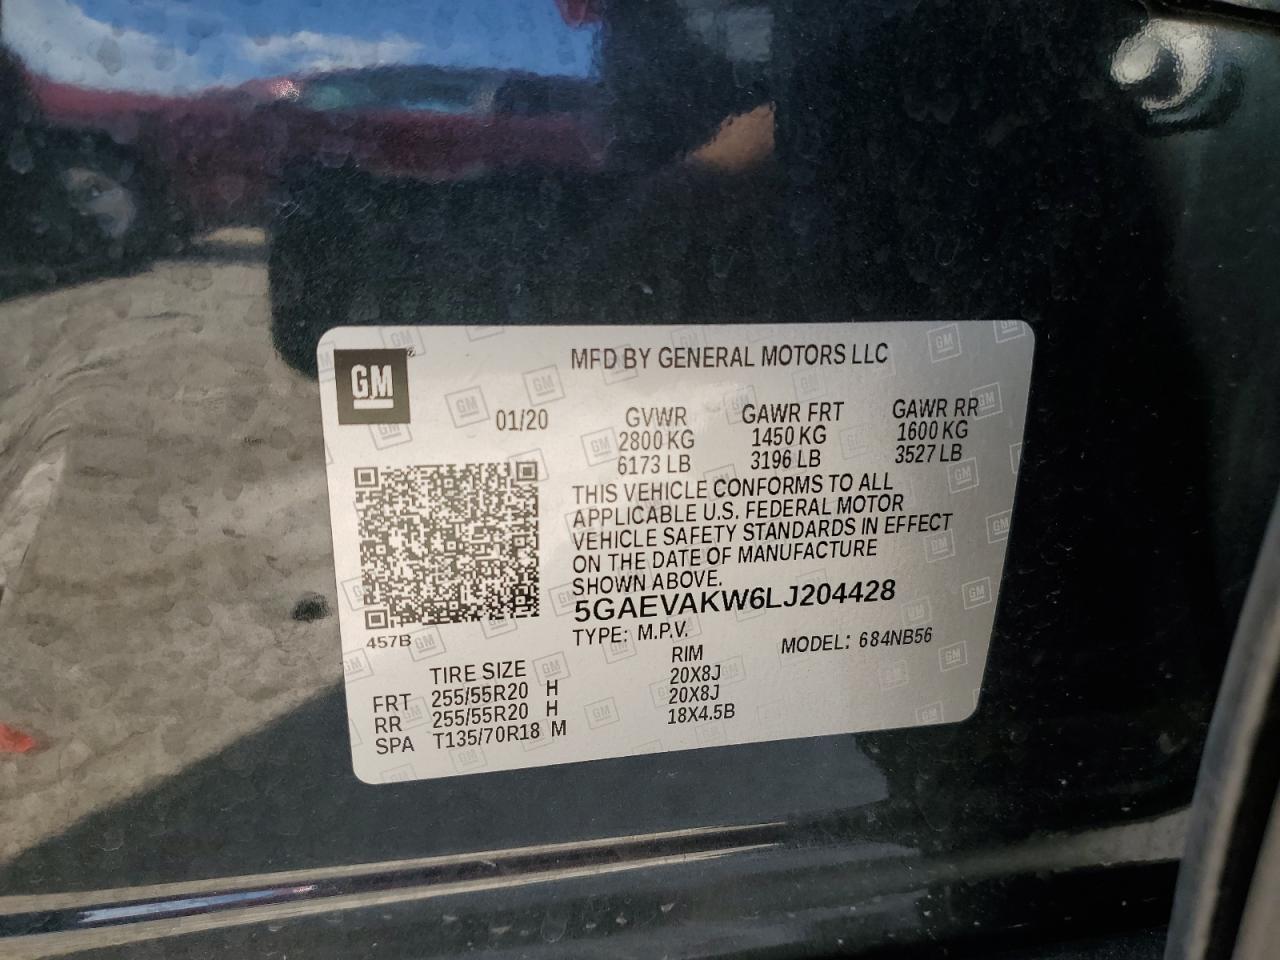 GM
MFD BY GENERAL MOTORS LLC
01/20 GVWR GAWR FRT GAWR RR
2800 KG 1450 KG 1600 KG
6173 LB 3196 LB 3527 LB
THIS VEHICLE CONFORMS TO ALL
APPLICABLE U.S. FEDERAL MOTOR
VEHICLE SAFETY STANDARDS IN EFFECT
ON THE DATE OF MANUFACTURE
SHOWN ABOVE.
5GAEVAKW6LJ204428
457B
TYPE: M.P.V. MODEL: 684NB56
TIRE SIZE RIM
FRT 255/55R20 H 20X8J
RR 255/55R20 H 20X8J
SPA T135/70R18 M 18X4.5B